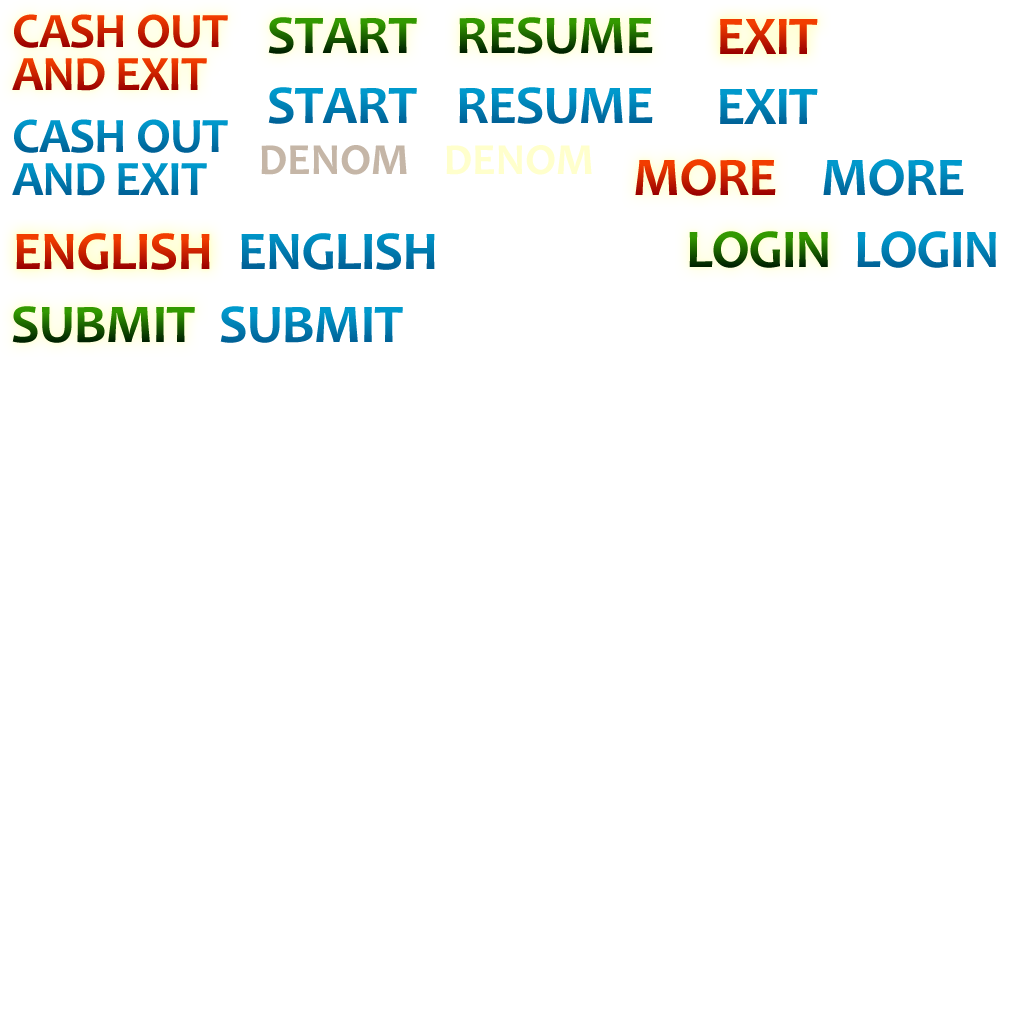 CASH OUT
AND EXIT
START
RESUME
EXIT
CASH OUT
AND EXIT
START
RESUME
EXIT
DENOM
DENOM
MORE
MORE
ENGLISH
ENGLISH
LOGIN
LOGIN
SUBMIT
SUBMIT